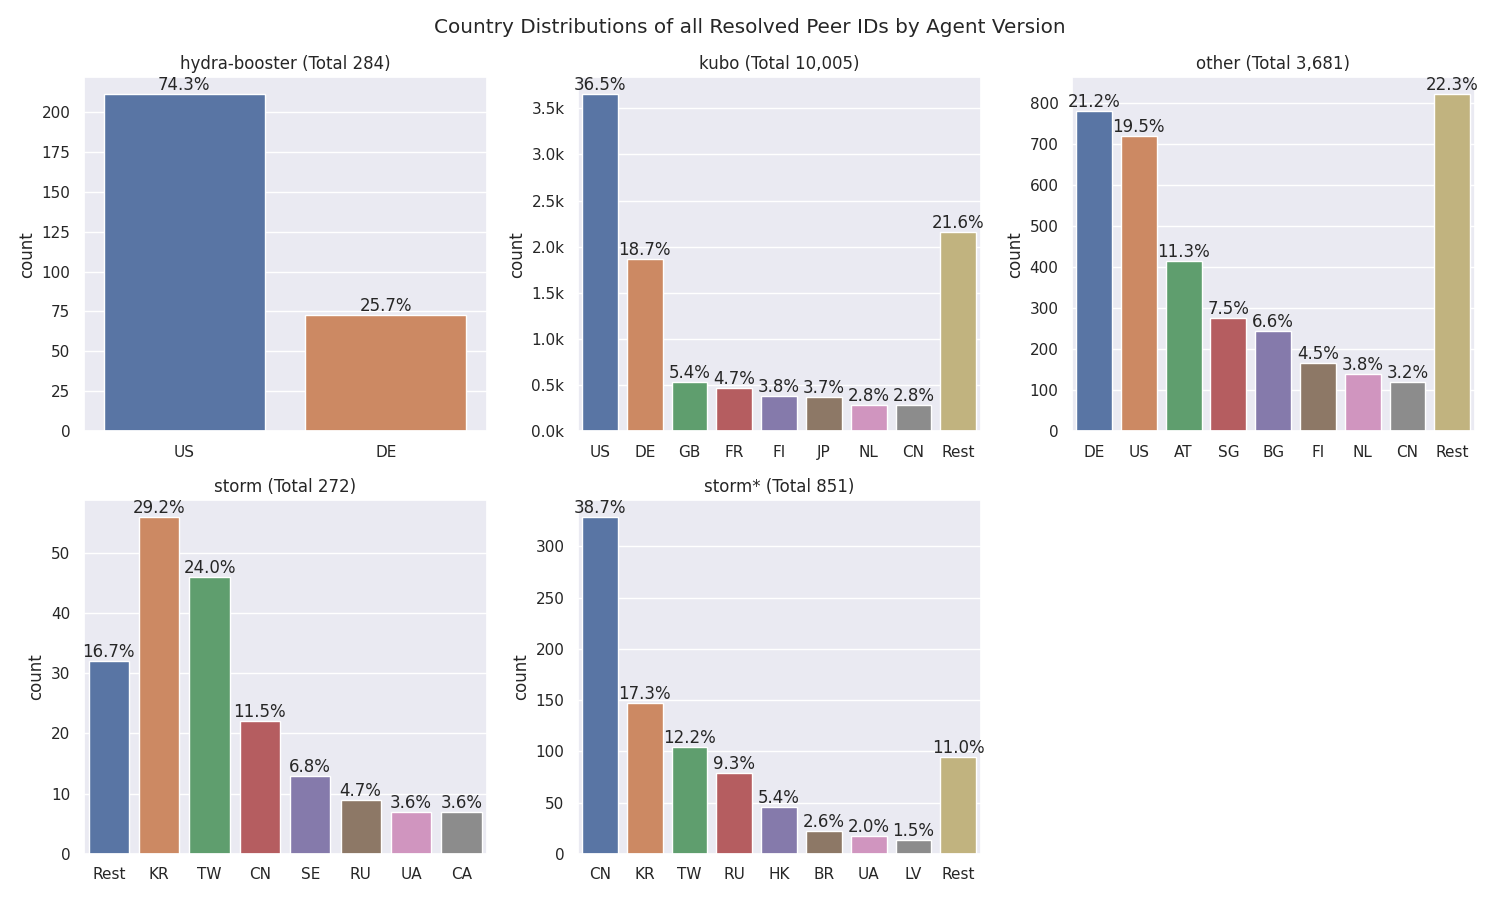 Country Distributions of all Resolved Peer IDs by Agent Version
hydra-booster (Total 284)
count
200
175
150
125
100
75
50
25
0
74.3%
25.7%
US DE
kubo (Total 10,005)
count
3.5k
3.0k
2.5k
2.0k
1.5k
1.0k
0.5k
0.0k
36.5%
18.7%
5.4%
4.7%
3.8%
3.7%
2.8%
2.8%
21.6%
US DE GB FR FI JP NL CN Rest
other (Total 3,681)
count
800
700
600
500
400
300
200
100
0
21.2%
19.5%
11.3%
7.5%
6.6%
4.5%
3.8%
3.2%
22.3%
DE US AT SG BG FI NL CN Rest
storm (Total 272)
count
50
40
30
20
10
0
16.7%
29.2%
24.0%
11.5%
6.8%
4.7%
3.6%
3.6%
Rest KR TW CN SE RU UA CA
storm* (Total 851)
count
300
250
200
150
100
50
0
38.7%
17.3%
12.2%
9.3%
5.4%
2.6%
2.0%
1.5%
11.0%
CN KR TW RU HK BR UA LV Rest